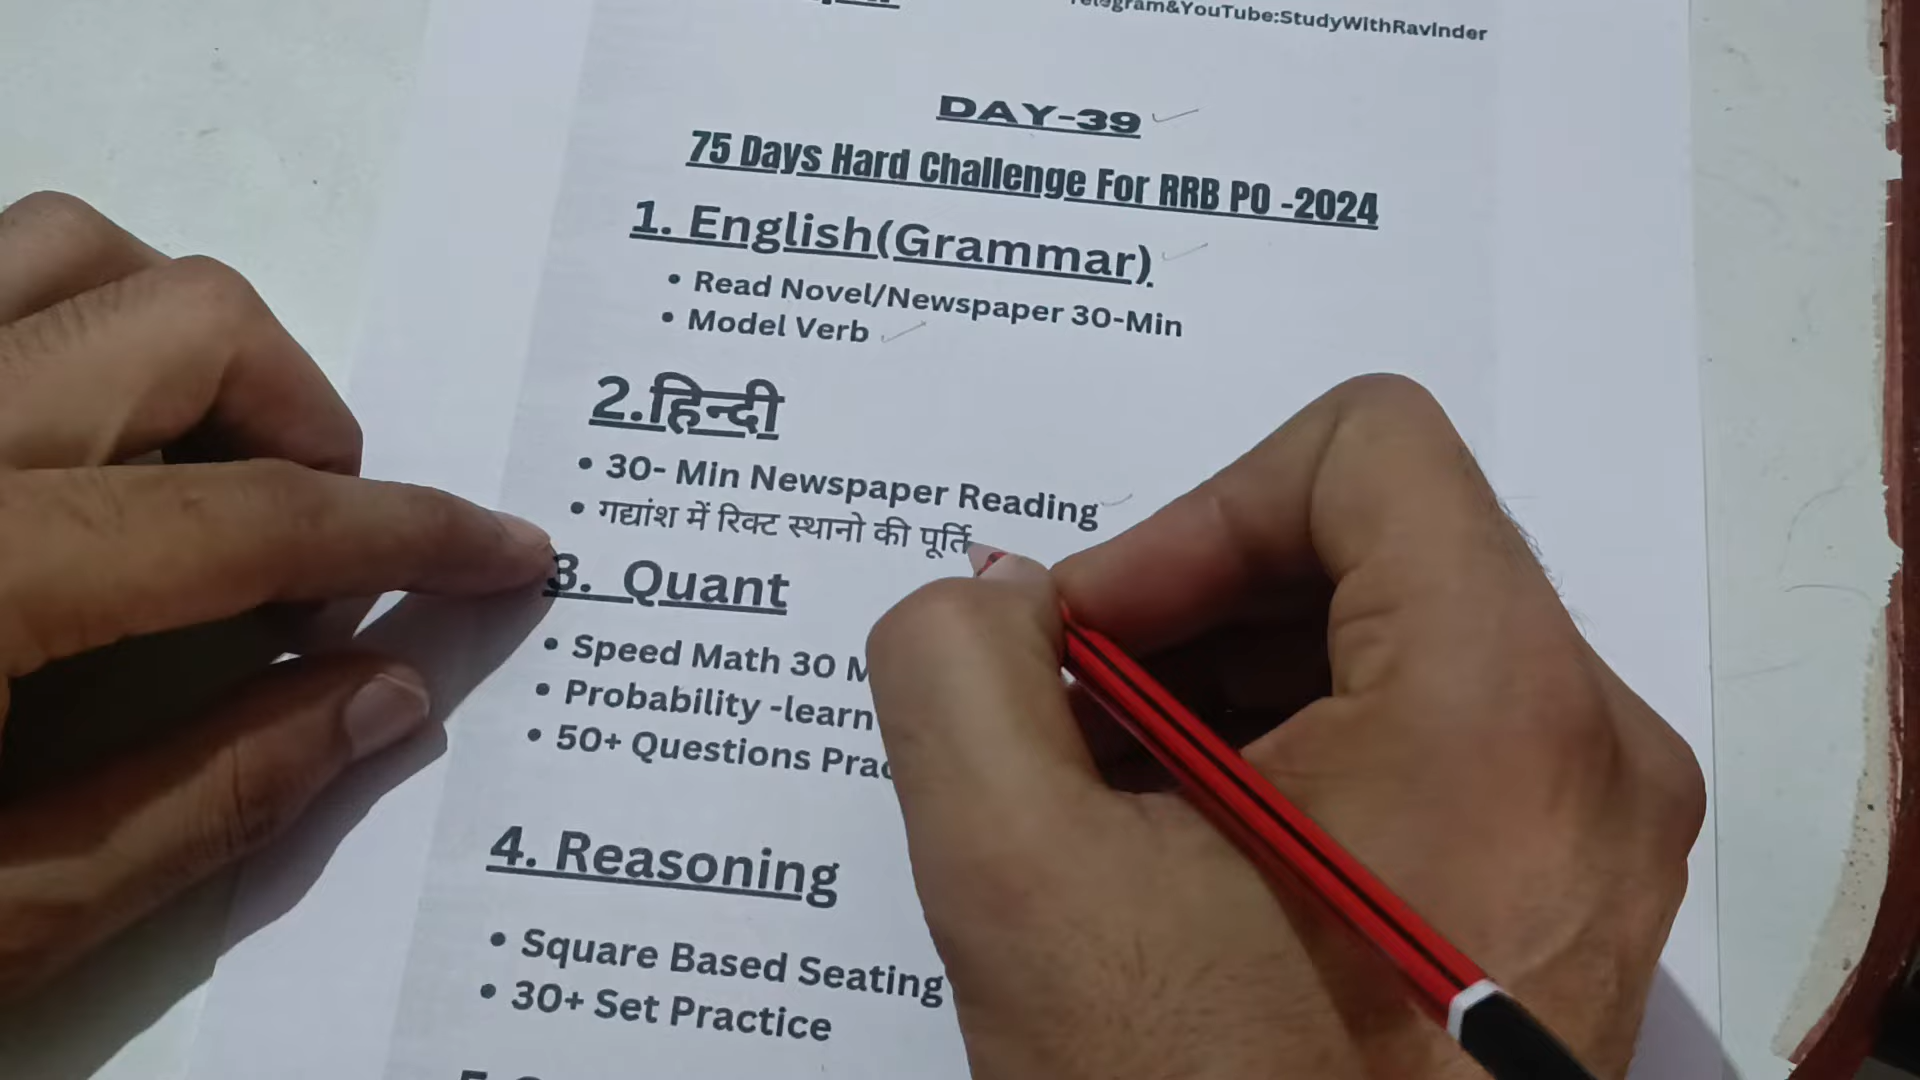 Telegram&YouTube:StudyWithRavinder
DAY-39
75 Days Hard Challenge For RRB PO -2024
1. English(Grammar)
• Read Novel/Newspaper 30-Min
• Model Verb
2.हिन्दी
• 30- Min Newspaper Reading
• गद्यांश में रिक्ट स्थानो की पूर्ति
3. Quant
• Speed Math 30
• Probability -learn
• 50+ Questions
4. Reasoning
• Square Based Seating
• 30+ Set Practice